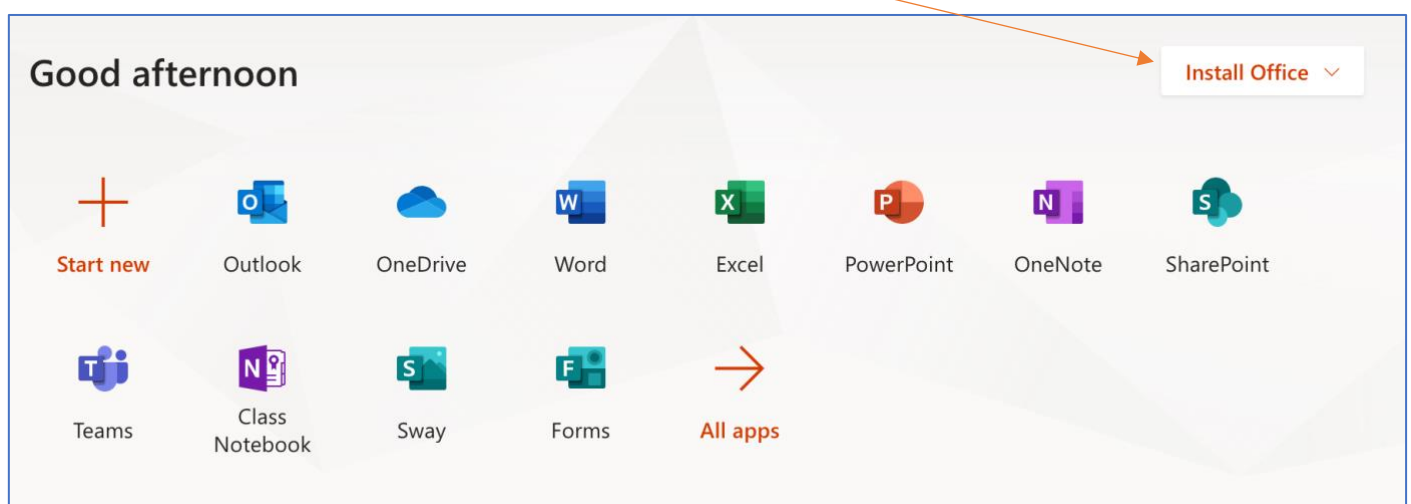 Good afternoon
Install Office
O
W
X
P
N
S
Start new
Outlook
OneDrive
Word
Excel
PowerPoint
OneNote
SharePoint
T
N
S
F
Teams
Class
Notebook
Sway
Forms
All apps